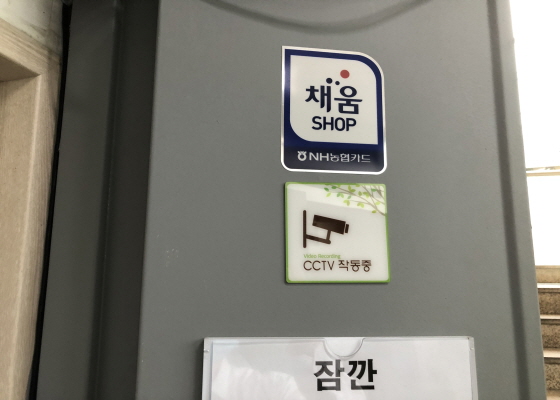 채움
SHOP
NH농협카드
Video Recording
CCTV 작동중
잠깐